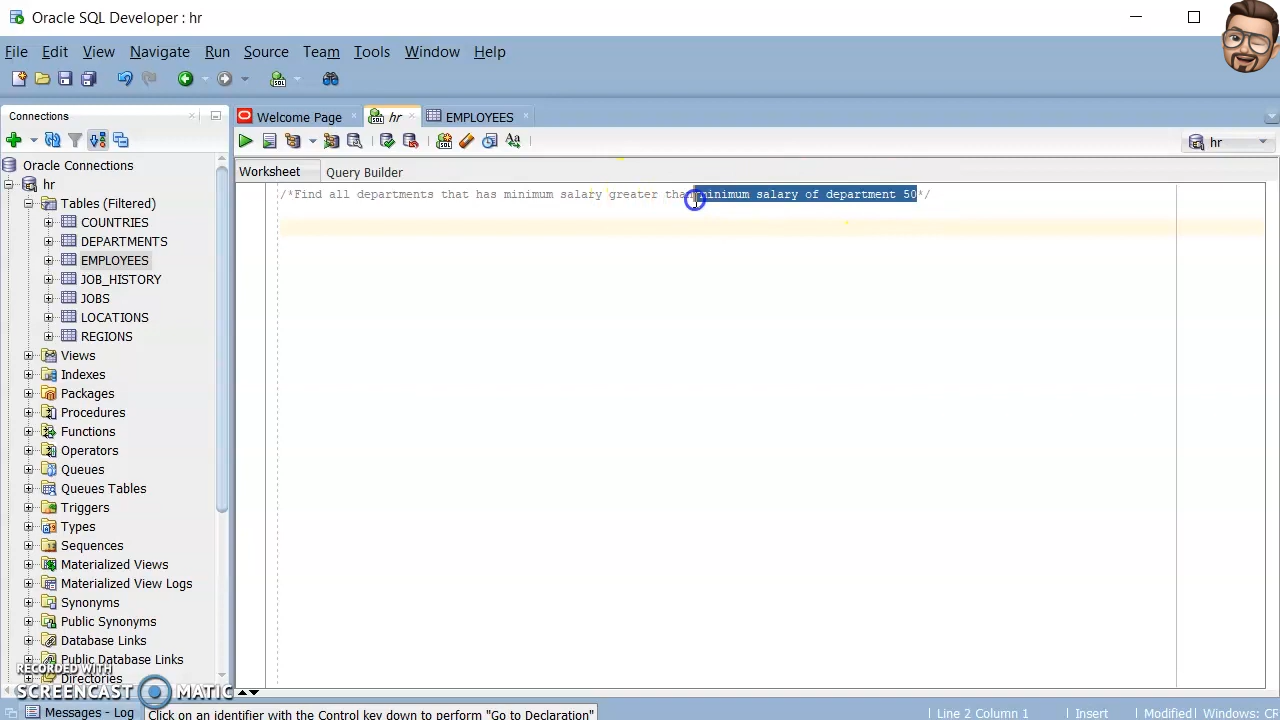 Oracle SQL Developer : hr
File Edit View Navigate Run Source Team Tools Window Help
Connections
Welcome Page
hr
EMPLOYEES
hr
Oracle Connections
Worksheet
Query Builder
hr
/*Find all departments that has minimum salary greater than minimum salary of department 50*/
Tables (Filtered)
COUNTRIES
DEPARTMENTS
EMPLOYEES
JOB_HISTORY
JOBS
LOCATIONS
REGIONS
Views
Indexes
Packages
Procedures
Functions
Operators
Queues
Queues Tables
Triggers
Types
Sequences
Materialized Views
Materialized View Logs
Synonyms
Public Synonyms
Database Links
Public Database Links
Directories
RECORDED WITH
SCREENCAST MATIC
Messages - Log
Click on an identifier with the Control key down to perform "Go to Declaration"
Line 2 Column 1
Insert
Modified
Windows: CR